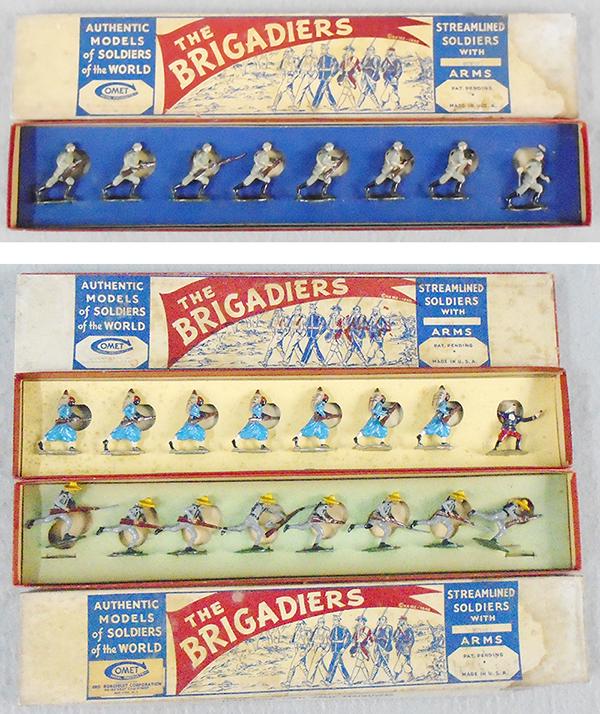 AUTHENTIC
MODELS
of SOLDIERS
of the WORLD
COMET
THE
BRIGADIERS
STREAMLINED
SOLDIERS
WITH
ARMS
PAT. PENDING
MADE IN U.S.A.
AUTHENTIC
MODELS
of SOLDIERS
of the WORLD
COMET
THE
BRIGADIERS
STREAMLINED
SOLDIERS
WITH
ARMS
PAT. PENDING
MADE IN U.S.A.
AUTHENTIC
MODELS
of SOLDIERS
of the WORLD
COMET
THE
BRIGADIERS
STREAMLINED
SOLDIERS
WITH
ARMS
PAT. PENDING
MADE IN U.S.A.